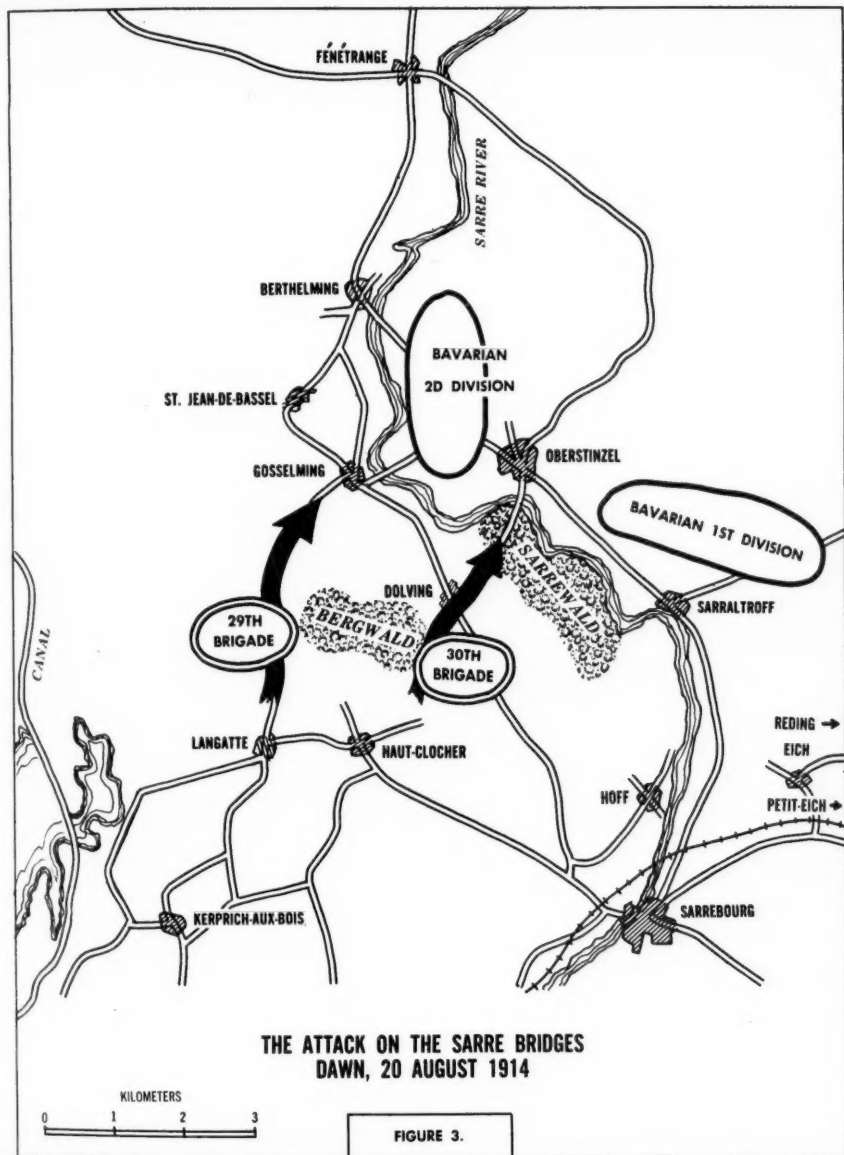 FÉNÉTRANGE
SARRE RIVER
BERTHELMING
BAVARIAN
2D DIVISION
ST. JEAN-DE-BASSEL
GOSSELMING
OBERSTINZEL
BAVARIAN 1ST DIVISION
SARREWALD
DOLVING
BERGWALD
SARRALTROFF
29TH
BRIGADE
30TH
BRIGADE
CANAL
LANGATTE
HAUT-CLOCHER
REDING →
EICH
PETIT-EICH →
HOFF
KERPRICH-AUX-BOIS
SARREBOURG
THE ATTACK ON THE SARRE BRIDGES
DAWN, 20 AUGUST 1914
KILOMETERS
0 1 2 3
FIGURE 3.